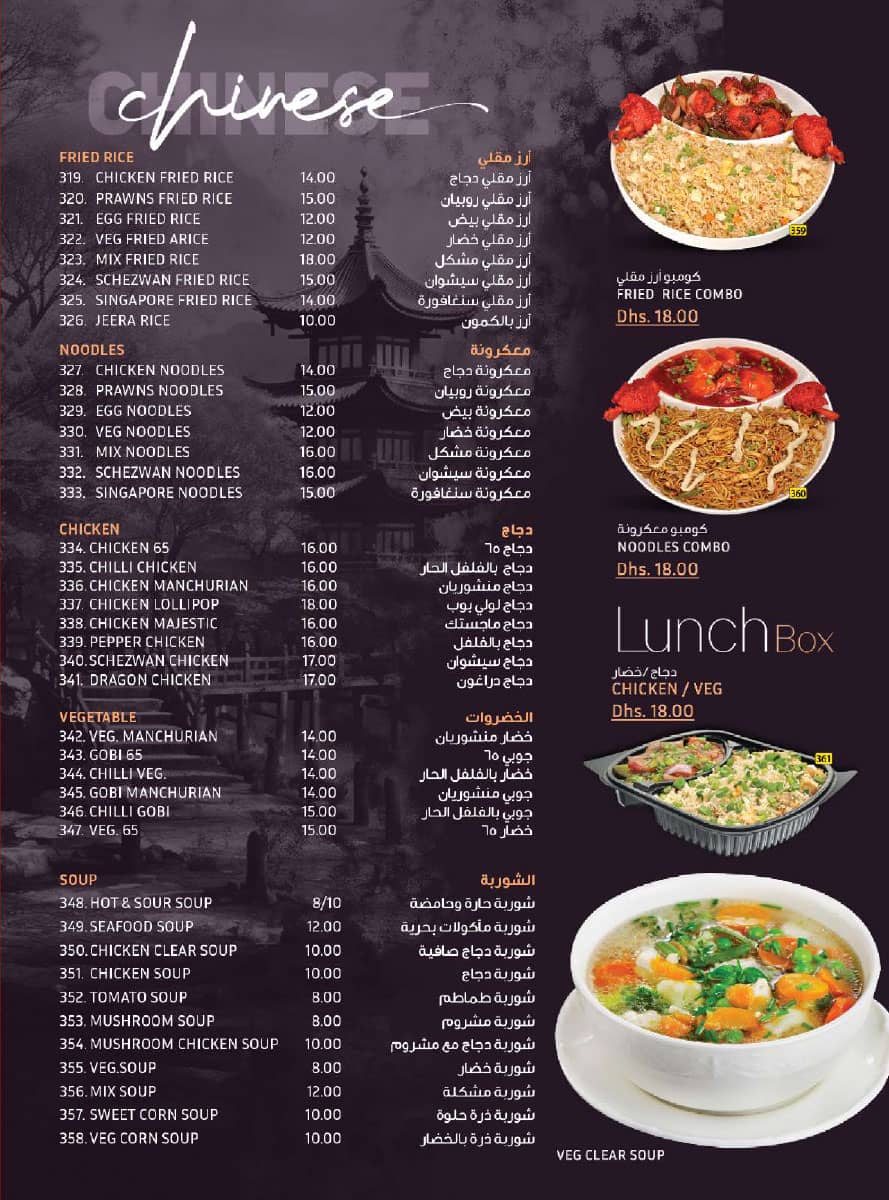 CHINESE
chinese
FRIED RICE أرز مقلي
319. CHICKEN FRIED RICE 14.00 أرز مقلي دجاج
320. PRAWNS FRIED RICE 15.00 أرز مقلي روبيان
321. EGG FRIED RICE 12.00 أرز مقلي بيض
322. VEG FRIED ARICE 12.00 أرز مقلي خضار
323. MIX FRIED RICE 18.00 أرز مقلي مشكل
324. SCHEZWAN FRIED RICE 15.00 أرز مقلي سيشوان
325. SINGAPORE FRIED RICE 14.00 أرز مقلي سنغافورة
326. JEERA RICE 10.00 أرز بالكمون
NOODLES معكرونة
327. CHICKEN NOODLES 14.00 معكرونة دجاج
328. PRAWNS NOODLES 15.00 معكرونة روبيان
329. EGG NOODLES 12.00 معكرونة بيض
330. VEG NOODLES 12.00 معكرونة خضار
331. MIX NOODLES 16.00 معكرونة مشكل
332. SCHEZWAN NOODLES 16.00 معكرونة سيشوان
333. SINGAPORE NOODLES 15.00 معكرونة سنغافورة
CHICKEN دجاج
334. CHICKEN 65 16.00 دجاج ٦٥
335. CHILLI CHICKEN 16.00 دجاج بالفلفل الحار
336. CHICKEN MANCHURIAN 16.00 دجاج منشوريان
337. CHICKEN LOLLIPOP 18.00 دجاج لولي بوب
338. CHICKEN MAJESTIC 16.00 دجاج ماجستك
339. PEPPER CHICKEN 16.00 دجاج بالفلفل
340. SCHEZWAN CHICKEN 17.00 دجاج سيشوان
341. DRAGON CHICKEN 17.00 دجاج دراغون
VEGETABLE الخضروات
342. VEG. MANCHURIAN 14.00 خضار منشوريان
343. GOBI 65 14.00 جوبي ٦٥
344. CHILLI VEG. 14.00 خضار بالفلفل الحار
345. GOBI MANCHURIAN 14.00 جوبي منشوريان
346. CHILLI GOBI 15.00 جوبي بالفلفل الحار
347. VEG. 65 15.00 خضار ٦٥
SOUP الشوربة
348. HOT & SOUR SOUP 8/10 شوربة حارة وحامضة
349. SEAFOOD SOUP 12.00 شوربة مأكولات بحرية
350. CHICKEN CLEAR SOUP 10.00 شوربة دجاج صافية
351. CHICKEN SOUP 10.00 شوربة دجاج
352. TOMATO SOUP 8.00 شوربة طماطم
353. MUSHROOM SOUP 8.00 شوربة مشروم
354. MUSHROOM CHICKEN SOUP 10.00 شوربة دجاج مع مشروم
355. VEG.SOUP 8.00 شوربة خضار
356. MIX SOUP 12.00 شوربة مشكلة
357. SWEET CORN SOUP 10.00 شوربة ذرة حلوة
358. VEG CORN SOUP 10.00 شوربة ذرة بالخضار
359
كومبو أرز مقلي
FRIED RICE COMBO
Dhs. 18.00
360
كومبو معكرونة
NOODLES COMBO
Dhs. 18.00
Lunch Box
دجاج/خضار
CHICKEN / VEG
Dhs. 18.00
361
VEG CLEAR SOUP